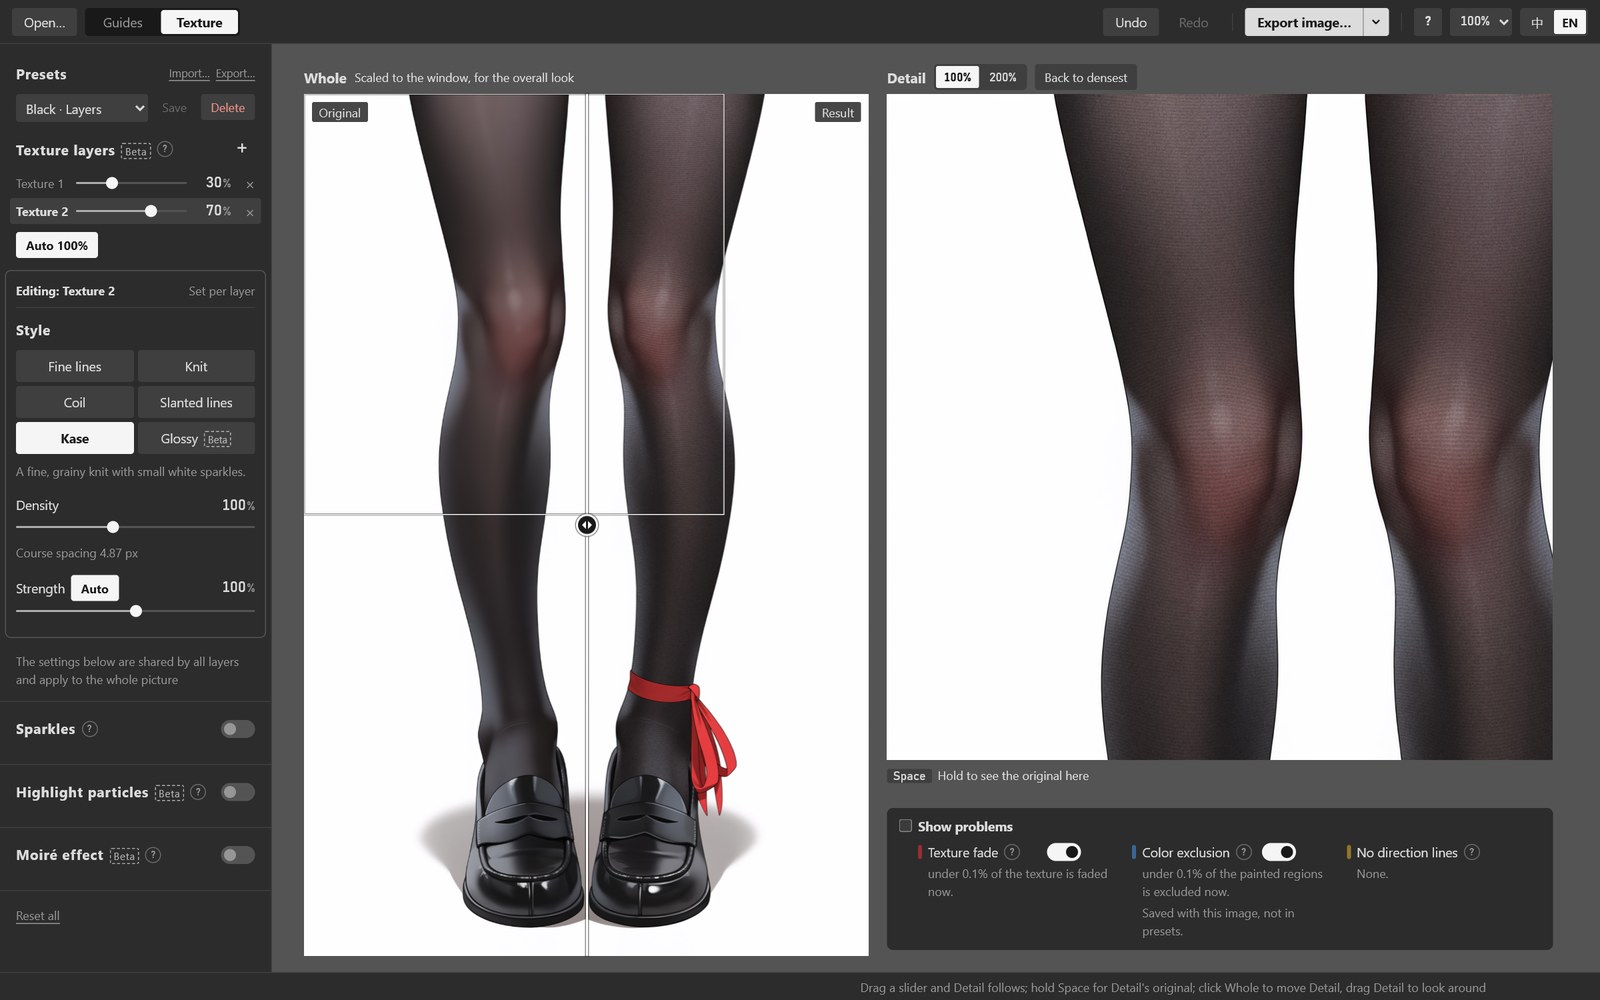 Open...
Guides
Texture
Undo
Redo
Export image...
?
100%
中
EN
Presets
Import...
Export...
Black · Layers
Save
Delete
Texture layers Beta ?
+
Texture 1
30%
×
Texture 2
70%
×
Auto 100%
Editing: Texture 2
Set per layer
Style
Fine lines
Knit
Coil
Slanted lines
Kase
Glossy Beta
A fine, grainy knit with small white sparkles.
Density
100%
Course spacing 4.87 px
Strength
Auto
100%
The settings below are shared by all layers
and apply to the whole picture
Sparkles ?
Highlight particles Beta ?
Moiré effect Beta ?
Reset all
Whole Scaled to the window, for the overall look
Original
Result
Detail
100%
200%
Back to densest
Space Hold to see the original here
Show problems
Texture fade ?
under 0.1% of the texture is faded
now.
Color exclusion ?
under 0.1% of the painted regions
is excluded now.
Saved with this image, not in
presets.
No direction lines ?
None.
Drag a slider and Detail follows; hold Space for Detail's original; click Whole to move Detail, drag Detail to look around